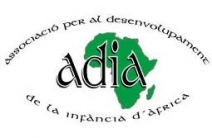 associació per al desenvolupament
adia
de la infància d'àfrica